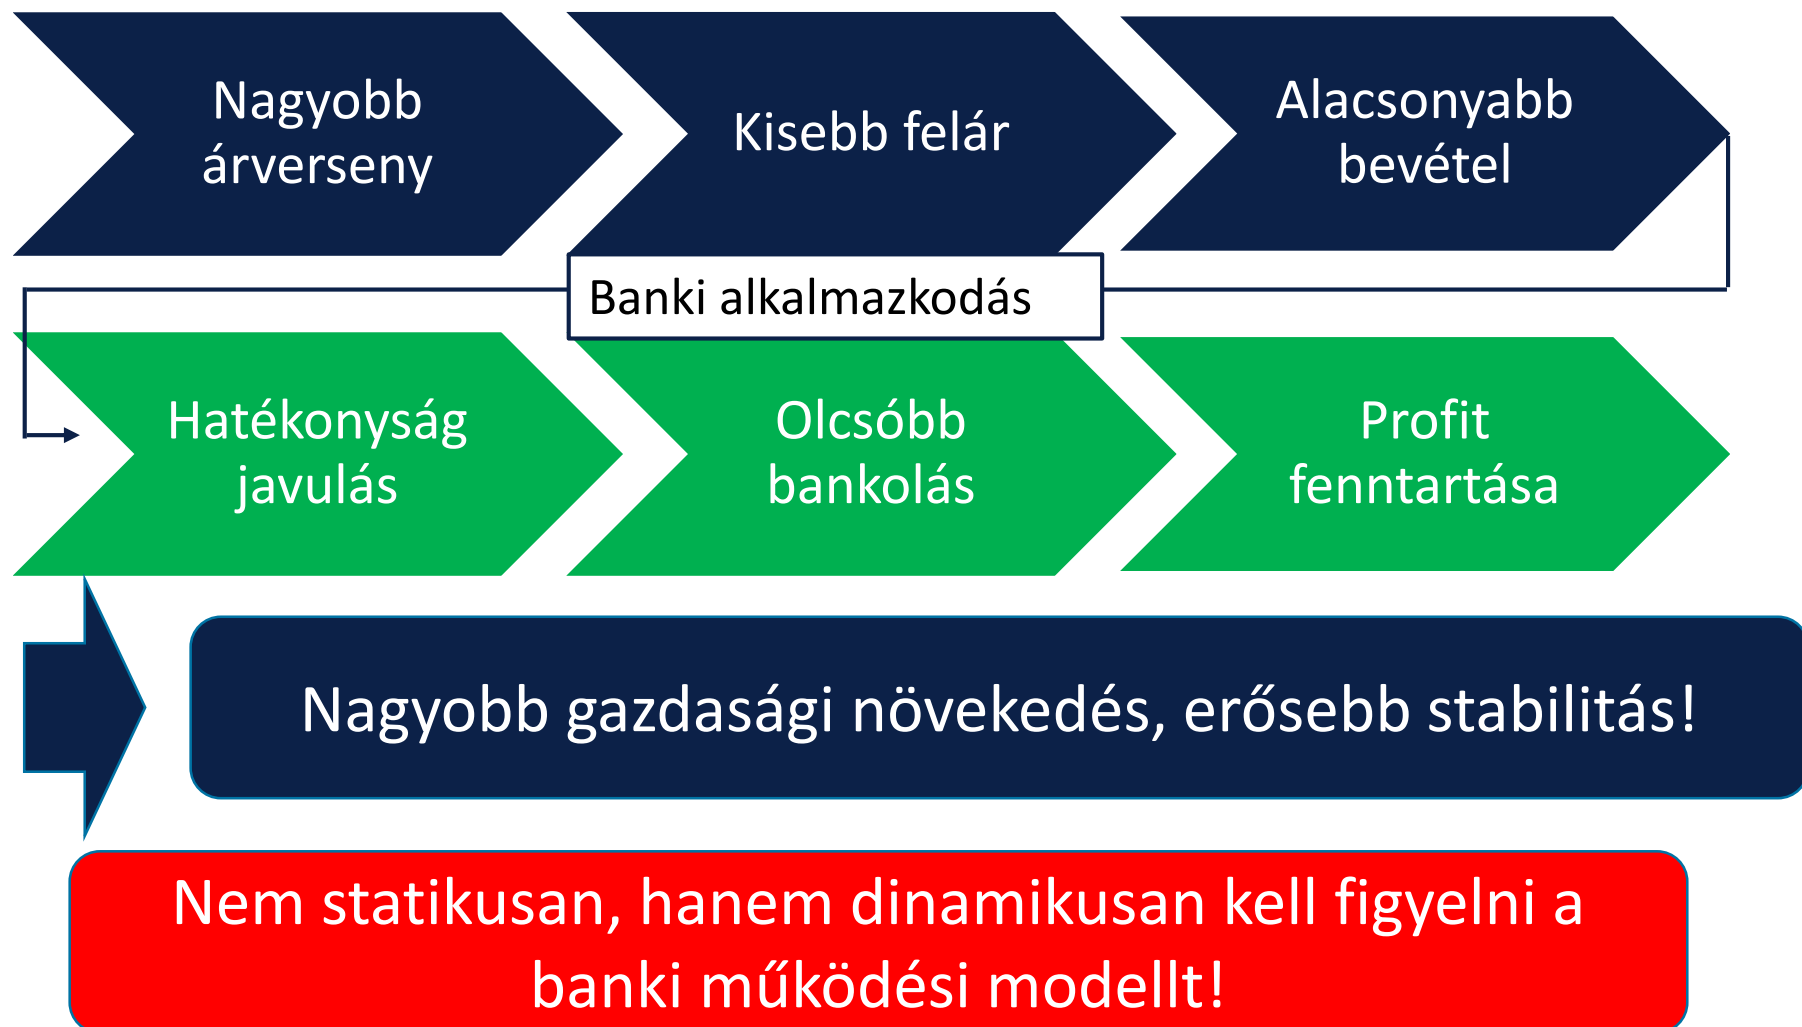 Nagyobb
árverseny
Kisebb felár
Alacsonyabb
bevétel
Banki alkalmazkodás
Hatékonyság
javulás
Olcsóbb
bankolás
Profit
fenntartása
Nagyobb gazdasági növekedés, erősebb stabilitás!
Nem statikusan, hanem dinamikusan kell figyelni a
banki működési modellt!